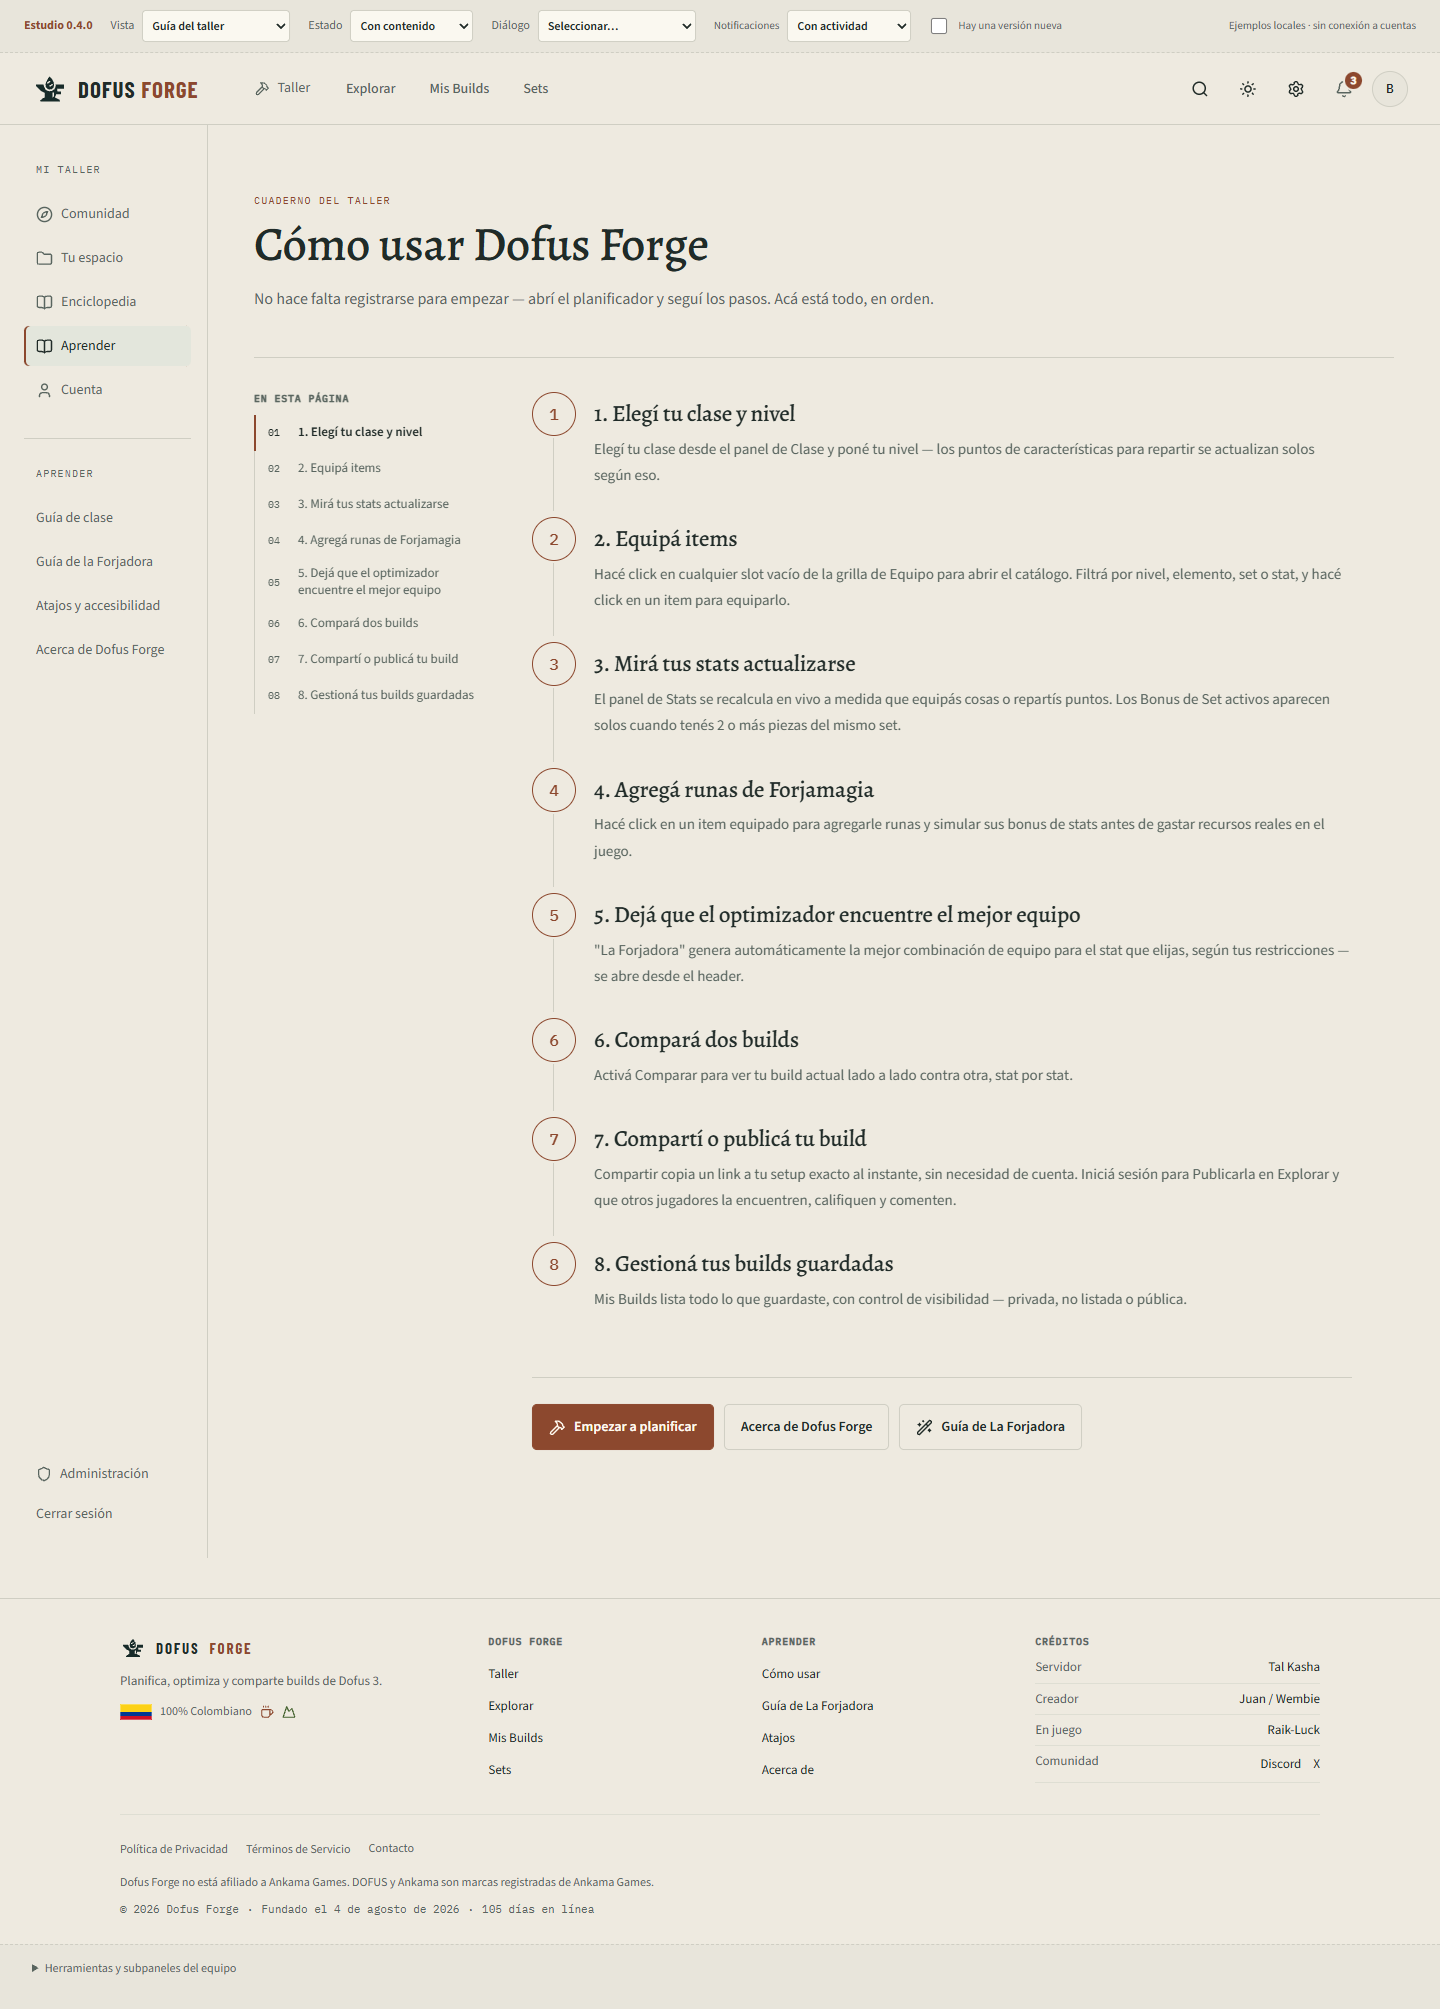 Estudio 0.4.0 Vista Guía del taller Estado Con contenido Diálogo Seleccionar... Notificaciones Con actividad Hay una versión nueva Ejemplos locales · sin conexión a cuentas
DOFUS FORGE Taller Explorar Mis Builds Sets 3 B
MI TALLER
Comunidad
Tu espacio
Enciclopedia
Aprender
Cuenta
APRENDER
Guía de clase
Guía de la Forjadora
Atajos y accesibilidad
Acerca de Dofus Forge
Administración
Cerrar sesión
CUADERNO DEL TALLER
Cómo usar Dofus Forge
No hace falta registrarse para empezar — abrí el planificador y seguí los pasos. Acá está todo, en orden.
EN ESTA PÁGINA
01 1. Elegí tu clase y nivel
02 2. Equipá items
03 3. Mirá tus stats actualizarse
04 4. Agregá runas de Forjamagia
05 5. Dejá que el optimizador
encuentre el mejor equipo
06 6. Compará dos builds
07 7. Compartí o publicá tu build
08 8. Gestioná tus builds guardadas
1 1. Elegí tu clase y nivel
Elegí tu clase desde el panel de Clase y poné tu nivel — los puntos de características para repartir se actualizan solos
según eso.
2 2. Equipá items
Hacé click en cualquier slot vacío de la grilla de Equipo para abrir el catálogo. Filtrá por nivel, elemento, set o stat, y hacé
click en un item para equiparlo.
3 3. Mirá tus stats actualizarse
El panel de Stats se recalcula en vivo a medida que equipás cosas o repartís puntos. Los Bonus de Set activos aparecen
solos cuando tenés 2 o más piezas del mismo set.
4 4. Agregá runas de Forjamagia
Hacé click en un item equipado para agregarle runas y simular sus bonus de stats antes de gastar recursos reales en el
juego.
5 5. Dejá que el optimizador encuentre el mejor equipo
"La Forjadora" genera automáticamente la mejor combinación de equipo para el stat que elijas, según tus restricciones —
se abre desde el header.
6 6. Compará dos builds
Activá Comparar para ver tu build actual lado a lado contra otra, stat por stat.
7 7. Compartí o publicá tu build
Compartir copia un link a tu setup exacto al instante, sin necesidad de cuenta. Iniciá sesión para Publicarla en Explorar y
que otros jugadores la encuentren, califiquen y comenten.
8 8. Gestioná tus builds guardadas
Mis Builds lista todo lo que guardaste, con control de visibilidad — privada, no listada o pública.
Empezar a planificar Acerca de Dofus Forge Guía de La Forjadora
DOFUS FORGE
Planifica, optimiza y comparte builds de Dofus 3.
100% Colombiano
DOFUS FORGE
Taller
Explorar
Mis Builds
Sets
APRENDER
Cómo usar
Guía de La Forjadora
Atajos
Acerca de
CRÉDITOS
Servidor Tal Kasha
Creador Juan / Wembie
En juego Raik-Luck
Comunidad Discord X
Política de Privacidad Términos de Servicio Contacto
Dofus Forge no está afiliado a Ankama Games. DOFUS y Ankama son marcas registradas de Ankama Games.
© 2026 Dofus Forge · Fundado el 4 de agosto de 2026 · 105 días en línea
Herramientas y subpaneles del equipo